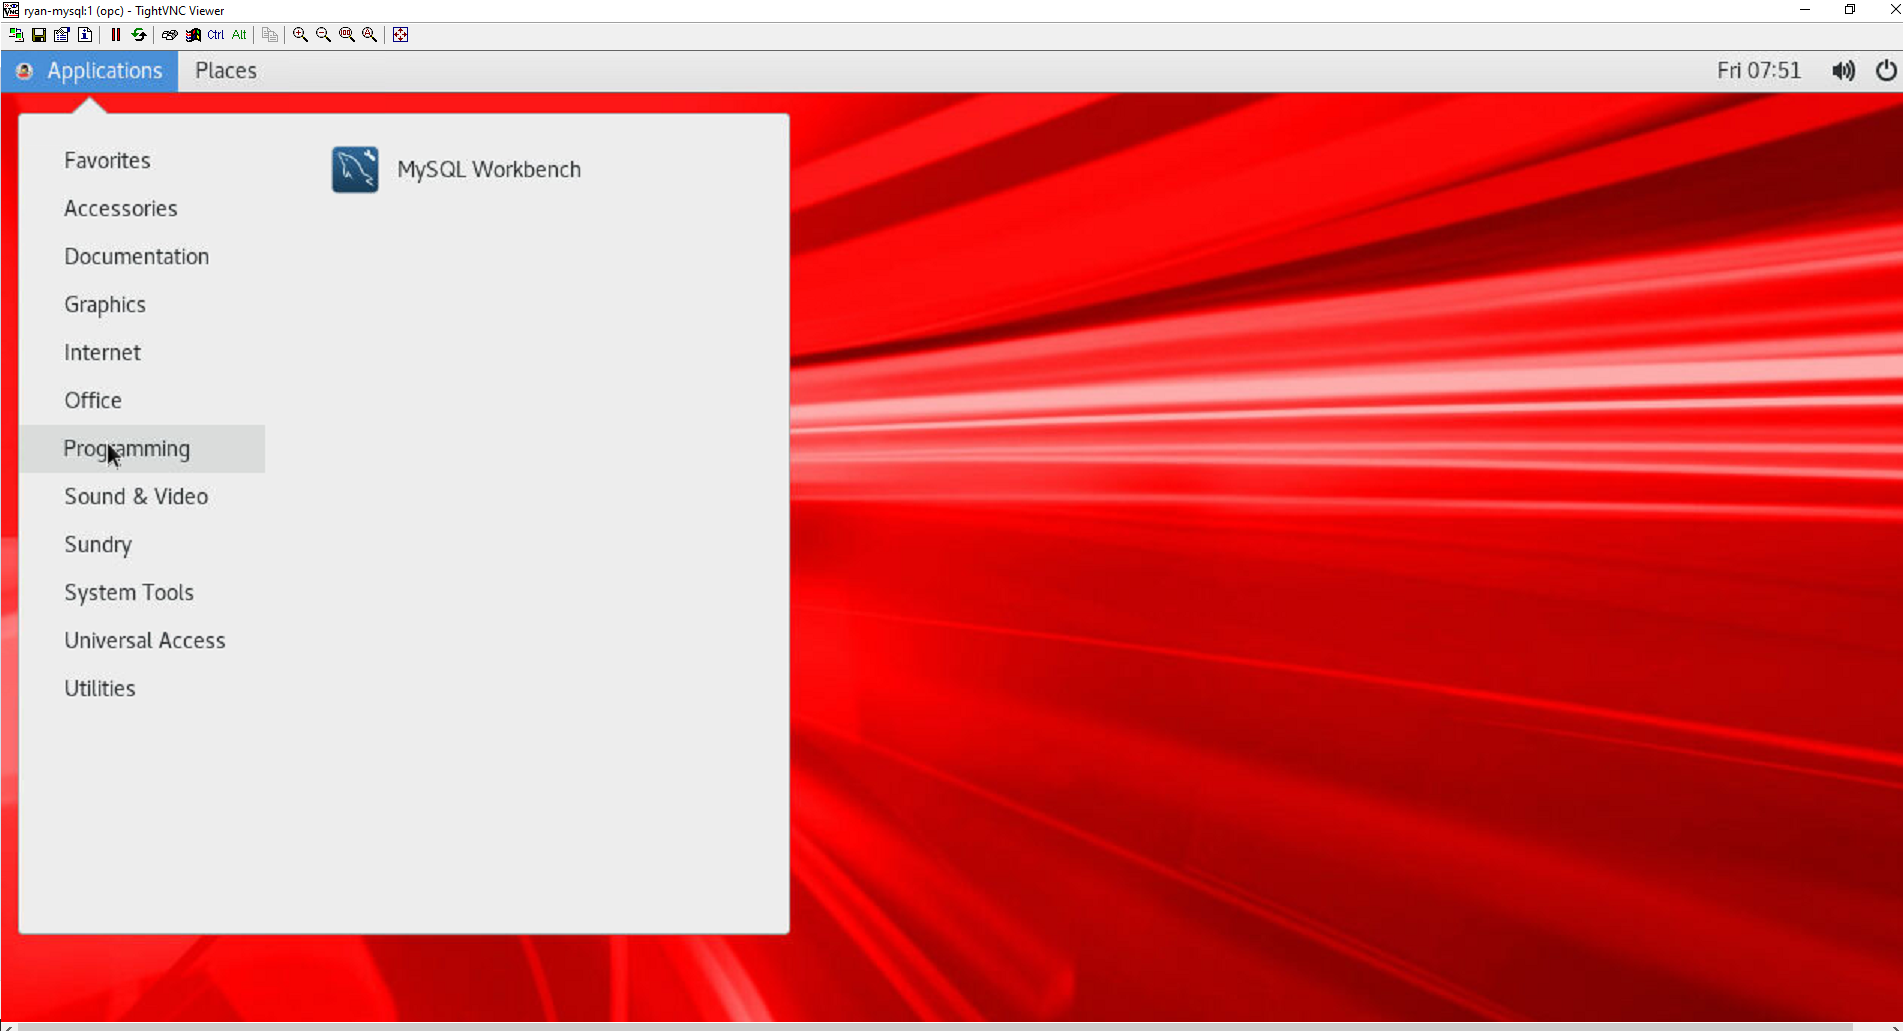 ryan-mysql:1 (opc) - TightVNC Viewer
Ctrl Alt
Applications Places Fri 07:51
Favorites
MySQL Workbench
Accessories
Documentation
Graphics
Internet
Office
Programming
Sound & Video
Sundry
System Tools
Universal Access
Utilities